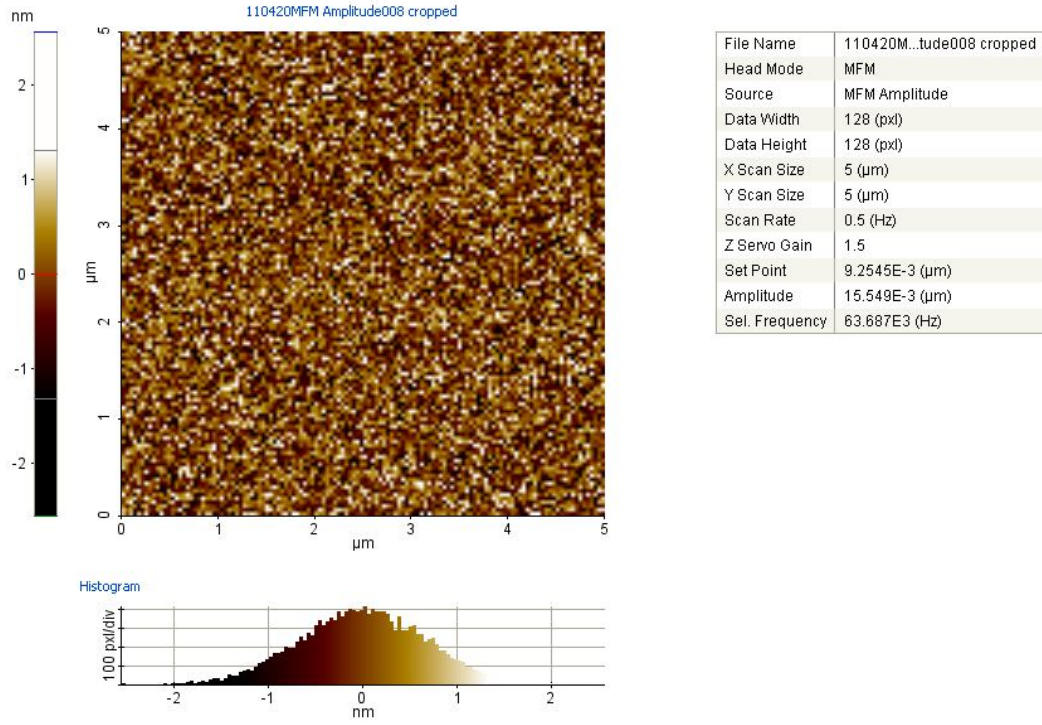 110420MFM Amplitude008 cropped
nm
2
1
0
-1
-2
5
4
3
2
1
0
µm
0 1 2 3 4 5
µm
File Name 110420M...tude008 cropped
Head Mode MFM
Source MFM Amplitude
Data Width 128 (pxl)
Data Height 128 (pxl)
X Scan Size 5 (µm)
Y Scan Size 5 (µm)
Scan Rate 0.5 (Hz)
Z Servo Gain 1.5
Set Point 9.2545E-3 (µm)
Amplitude 15.549E-3 (µm)
Sel. Frequency 63.687E3 (Hz)
Histogram
100 pxl/div
-2 -1 0 1 2
nm